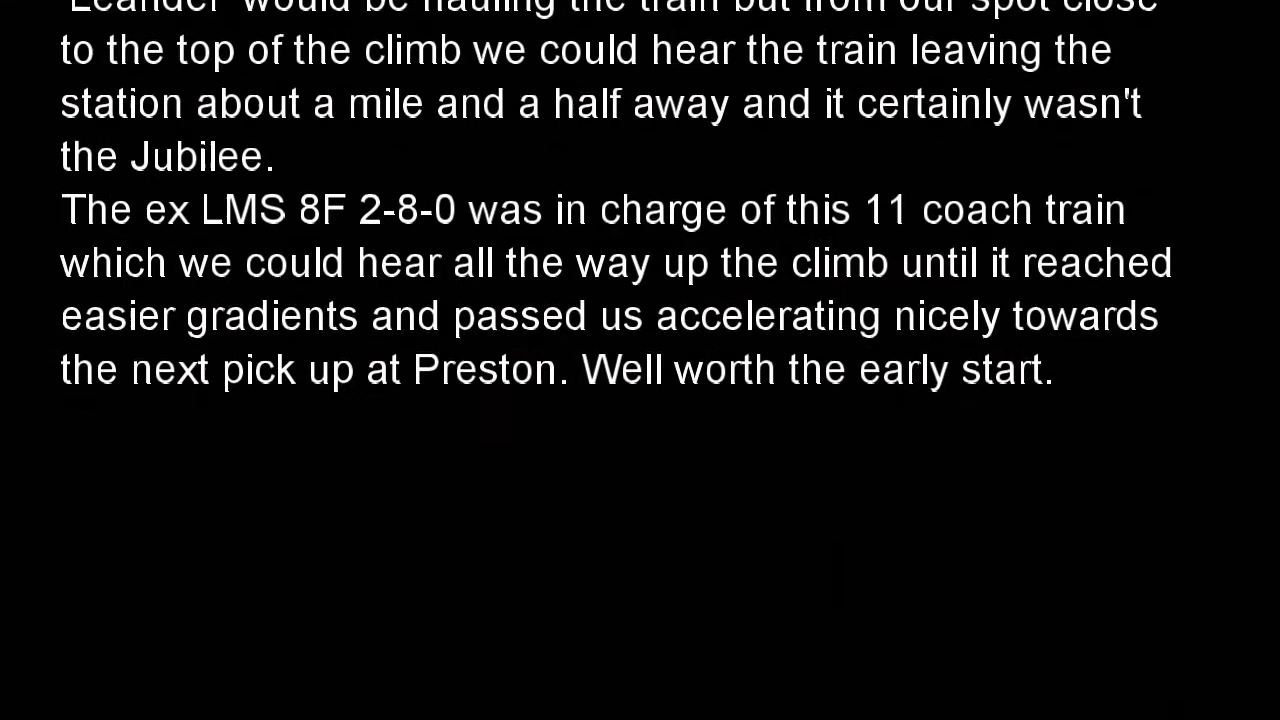 'Leander' would be hauling the train but from our spot close
to the top of the climb we could hear the train leaving the
station about a mile and a half away and it certainly wasn't
the Jubilee.
The ex LMS 8F 2-8-0 was in charge of this 11 coach train
which we could hear all the way up the climb until it reached
easier gradients and passed us accelerating nicely towards
the next pick up at Preston. Well worth the early start.